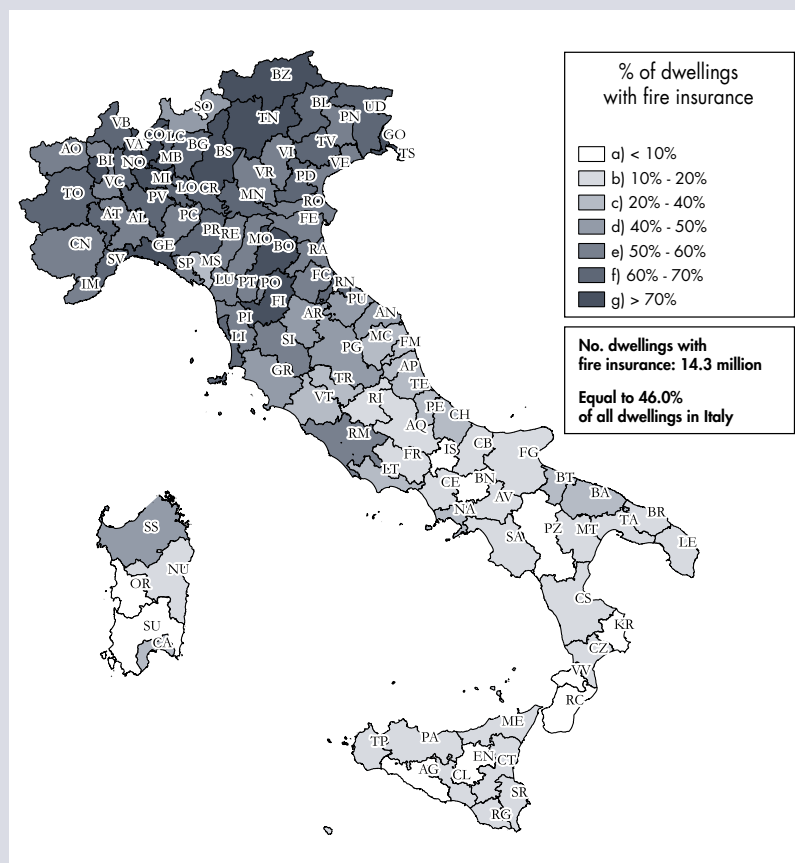 % of dwellings
with fire insurance
a) < 10%
b) 10% - 20%
c) 20% - 40%
d) 40% - 50%
e) 50% - 60%
f) 60% - 70%
g) > 70%
No. dwellings with
fire insurance: 14.3 million
Equal to 46.0%
of all dwellings in Italy
BZ
SO
TN
BL
PN
UD
GO
TS
VB
VA
CO
LC
BG
BS
VI
TV
VE
AO
BI
NO
MB
MI
VR
PD
TO
VC
PV
LO
CR
MN
RO
AT
AL
PC
FE
PR
RE
MO
BO
RA
CN
GE
SV
SP
MS
IM
LU
PT
PO
FC
RN
FI
PU
PI
AR
AN
LI
SI
MC
FM
PG
GR
AP
TR
TE
VT
RI
PE
CH
AQ
RM
IS
CB
FR
FG
LT
CE
BN
BT
AV
BA
NA
BR
SA
PZ
MT
TA
LE
SS
NU
OR
SU
CA
CS
KR
CZ
VV
RC
ME
TP
PA
EN
CT
AG
CL
SR
RG